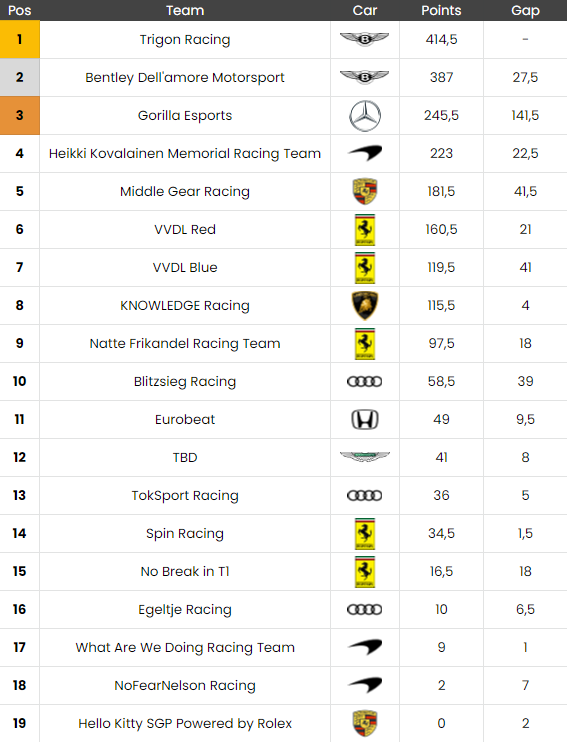 Pos Team Car Points Gap
1 Trigon Racing 414,5 -
2 Bentley Dell'amore Motorsport 387 27,5
3 Gorilla Esports 245,5 141,5
4 Heikki Kovalainen Memorial Racing Team 223 22,5
5 Middle Gear Racing 181,5 41,5
6 VVDL Red 160,5 21
7 VVDL Blue 119,5 41
8 KNOWLEDGE Racing 115,5 4
9 Natte Frikandel Racing Team 97,5 18
10 Blitzsieg Racing 58,5 39
11 Eurobeat 49 9,5
12 TBD 41 8
13 TokSport Racing 36 5
14 Spin Racing 34,5 1,5
15 No Break in T1 16,5 18
16 Egeltje Racing 10 6,5
17 What Are We Doing Racing Team 9 1
18 NoFearNelson Racing 2 7
19 Hello Kitty SGP Powered by Rolex 0 2